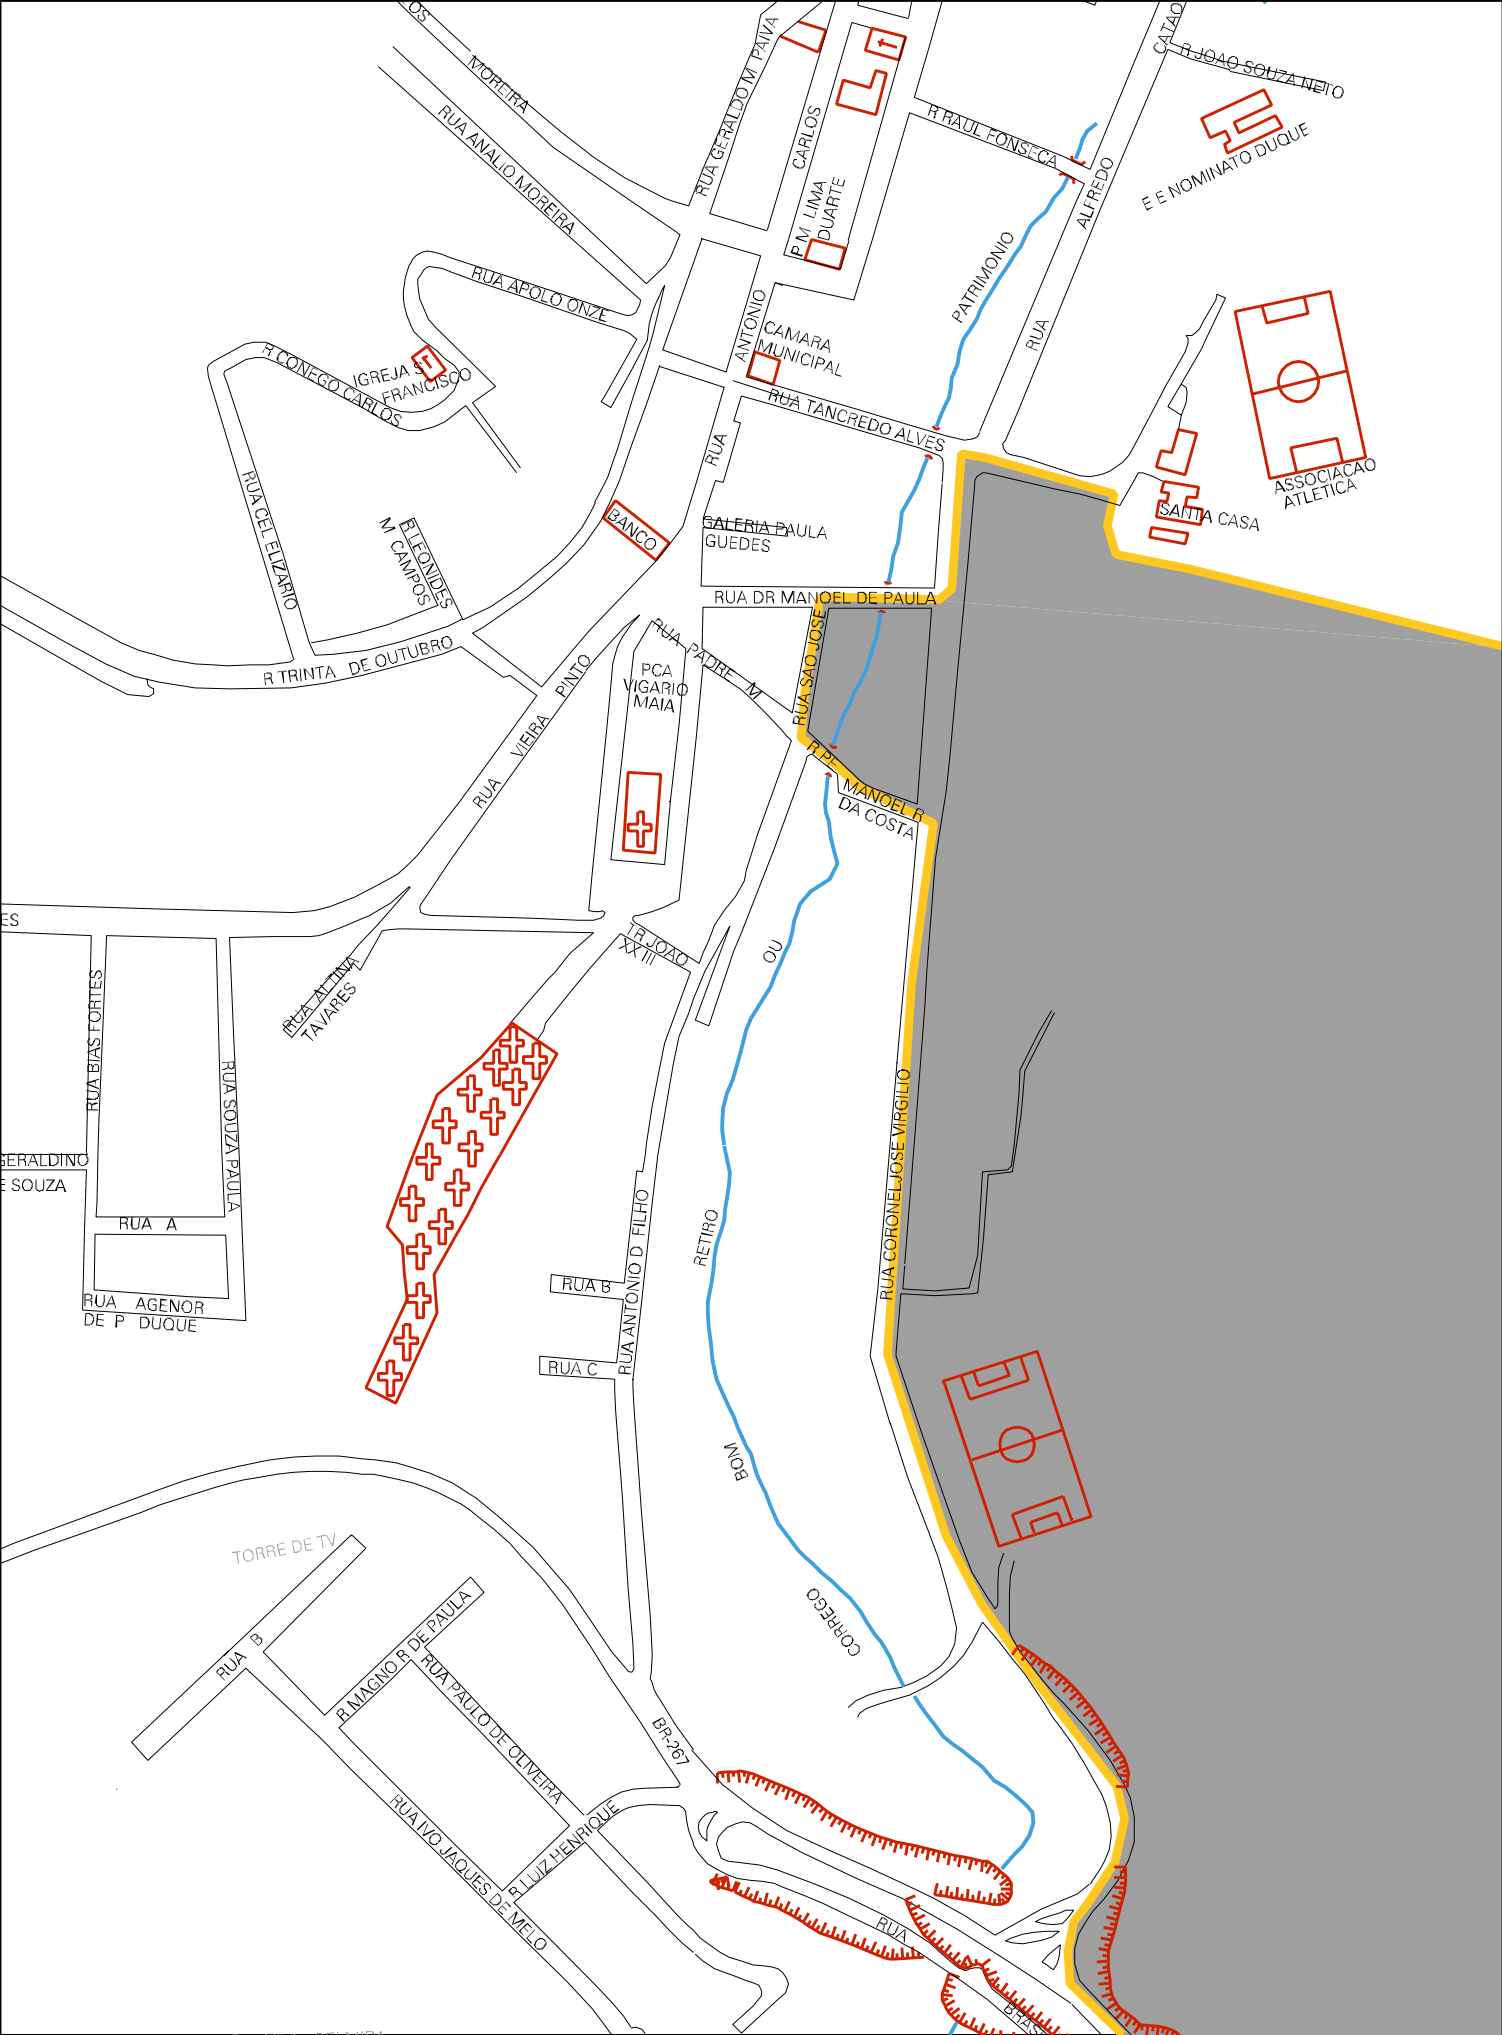 OS
MOREIRA
RUA ANALIO MOREIRA
RUA GERALDO M PAIVA
CARLOS
P M LIMA
DUARTE
R RAUL FONSECA
CATAO
R JOAO SOUZA NETO
E E NOMINATO DUQUE
ALFREDO
PATRIMONIO
RUA
RUA APOLO ONZE
ANTONIO
CAMARA
MUNICIPAL
R CONEGO CARLOS
IGREJA S
FRANCISCO
RUA TANCREDO ALVES
RUA
ASSOCIACAO
ATLETICA
SANTA CASA
RUA CEL ELIZARIO
R LEONIDES
M CAMPOS
BANCO
GALERIA PAULA
GUEDES
RUA DR MANOEL DE PAULA
R TRINTA DE OUTUBRO
RUA PADRE M
RUA SAO JOSE
PCA
VIGARIO
MAIA
RUA VIEIRA PINTO
R PE MANOEL R
DA COSTA
ES
TR JOAO
XX III
OU
RUA ALTINA
TAVARES
RUA BIAS FORTES
RUA SOUZA PAULA
GERALDINO
E SOUZA
RUA A
RUA AGENOR
DE P DUQUE
RUA CORONEL JOSE VIRGILIO
RETIRO
RUA B
RUA ANTONIO D FILHO
RUA C
BOM
TORRE DE TV
CORREGO
RUA B
R MAGNO R DE PAULA
RUA PAULO DE OLIVEIRA
BR-267
RUA IVO JAQUES DE MELO
R LUIZ HENRIQUE
RUA